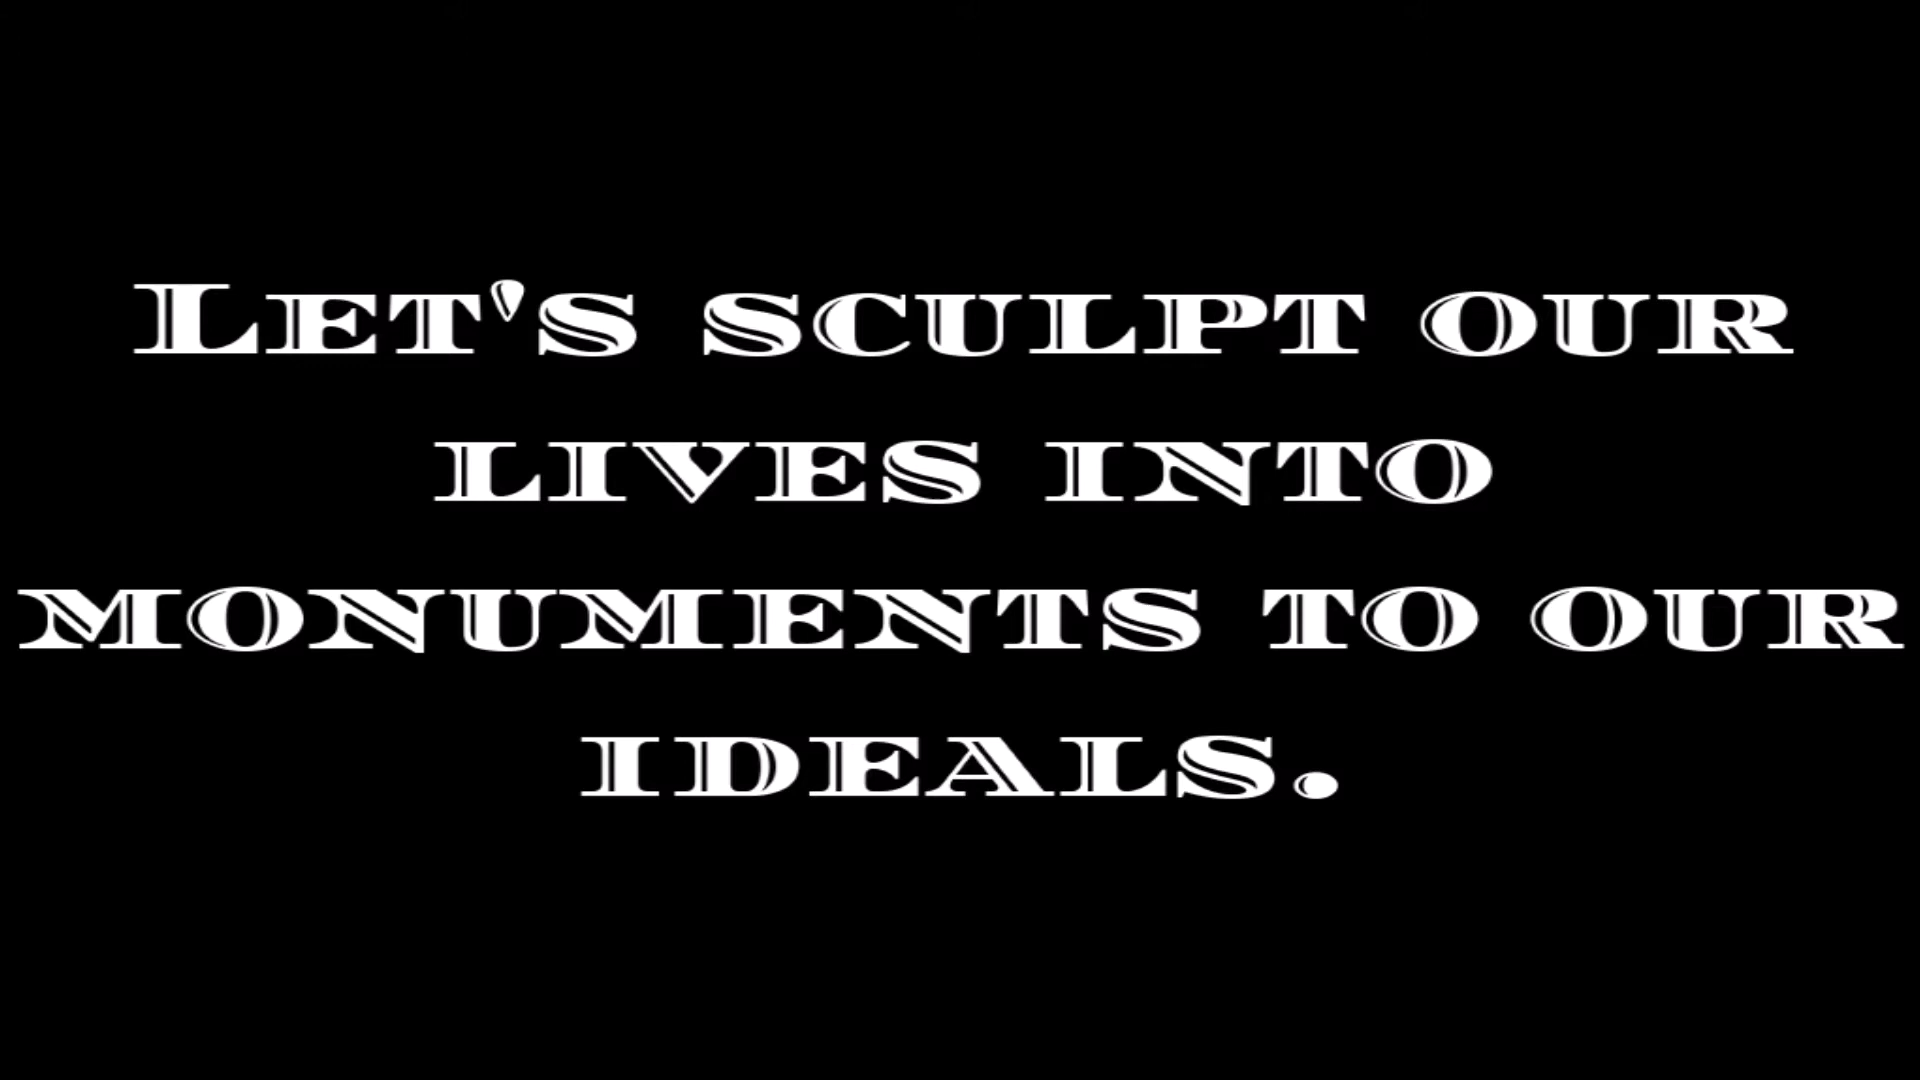 Let's sculpt our
lives into
monuments to our
ideals.